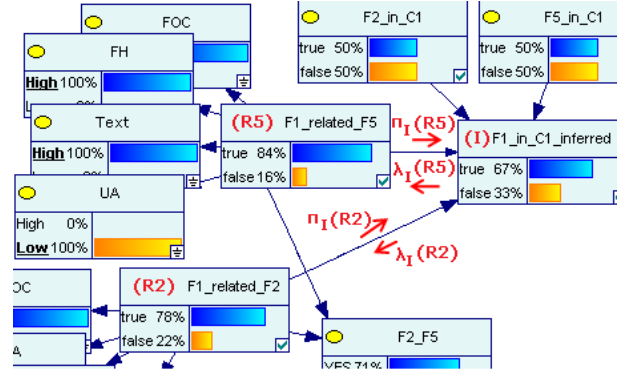 FOC
FH
High 100%
Text
High 100%
UA
High 0%
Low 100%
F2_in_C1
true 50%
false 50%
F5_in_C1
true 50%
false 50%
(R5) F1_related_F5
true 84%
false 16%
πI(R5)
λI(R5)
(I) F1_in_C1_inferred
true 67%
false 33%
πI(R2)
λI(R2)
OC
A
(R2) F1_related_F2
true 78%
false 22%
F2_F5
YES 71%